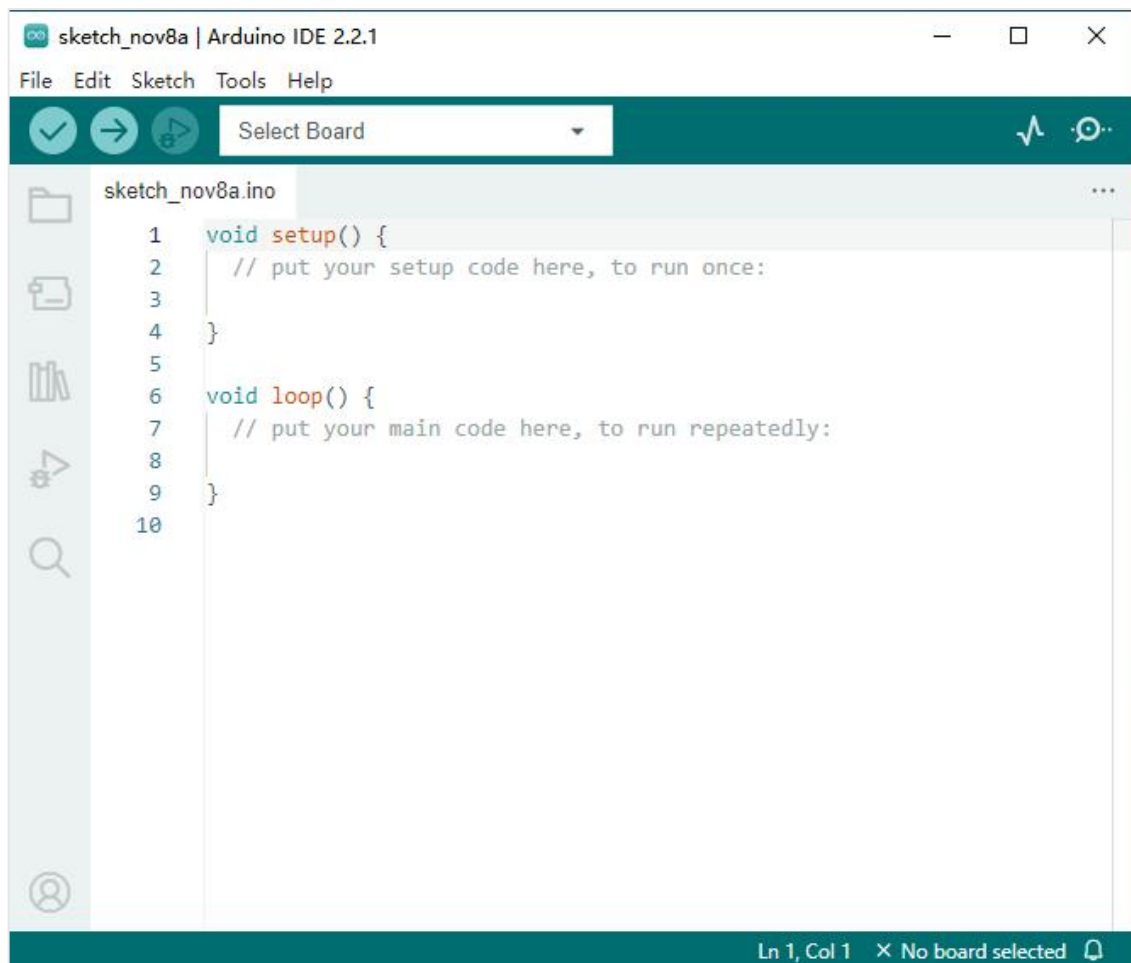 sketch_nov8a | Arduino IDE 2.2.1
File Edit Sketch Tools Help
Select Board
sketch_nov8a.ino
1 void setup() {
2 // put your setup code here, to run once:
3
4 }
5
6 void loop() {
7 // put your main code here, to run repeatedly:
8
9 }
10
Ln 1, Col 1 × No board selected